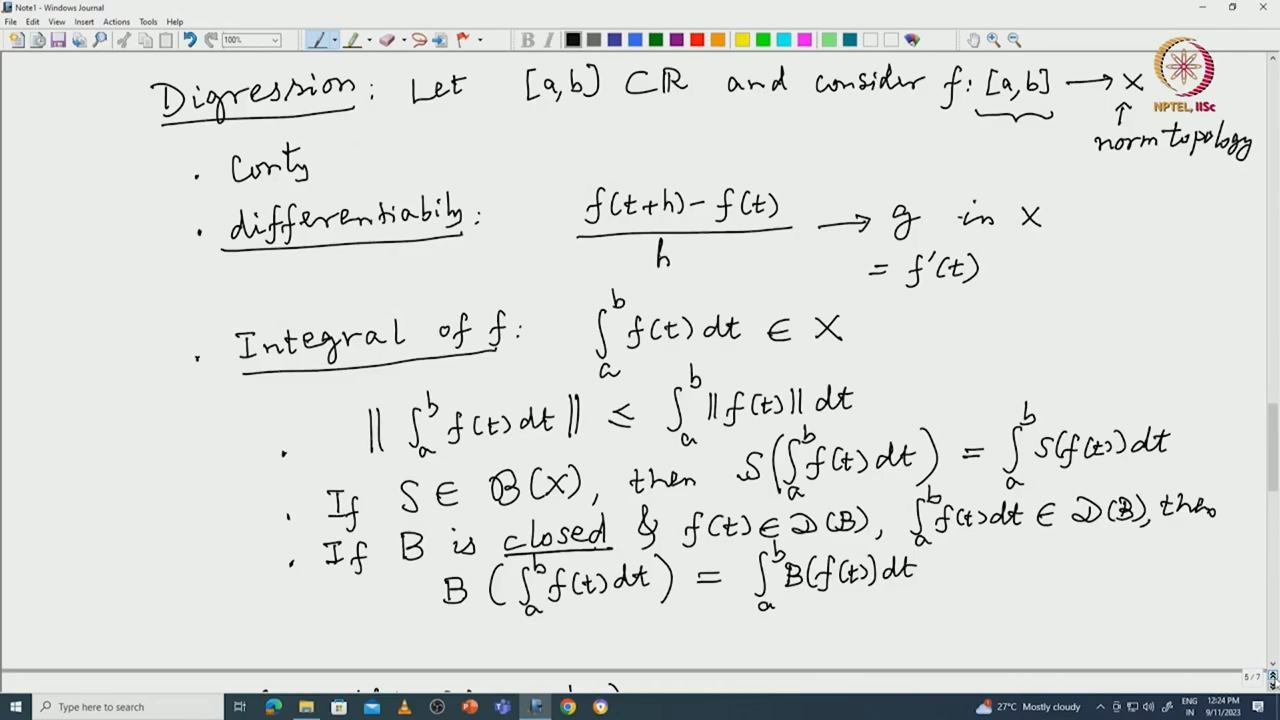 Note1 - Windows Journal
File Edit View Insert Actions Tools Help
100%
B I
Digression: Let [a,b] ⊂ ℝ and consider f: [a,b] → X
↑
norm topology
NPTEL, IISc
. Conty
. differentiability: (f(t+h) - f(t)) / h → g in X
= f'(t)
. Integral of f: ∫_a^b f(t) dt ∈ X
. ‖∫_a^b f(t) dt‖ ≤ ∫_a^b ‖f(t)‖ dt
. If S ∈ B(X), then S(∫_a^b f(t) dt) = ∫_a^b S(f(t)) dt
. If B is closed & f(t) ∈ D(B), ∫_a^b f(t) dt ∈ D(B), then
B (∫_a^b f(t) dt) = ∫_a^b B(f(t)) dt
5 / 7
Type here to search
27°C Mostly cloudy
ENG
IN
12:24 PM
9/11/2023